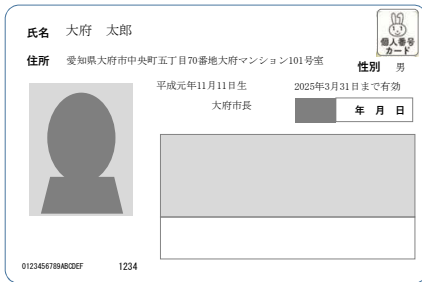 氏名 大府 太郎
個人番号
カード
住所 愛知県大府市中央町五丁目70番地大府マンション101号室
性別 男
平成元年11月11日生 2025年3月31日まで有効
大府市長
年 月 日
0123456789ABCDEF 1234